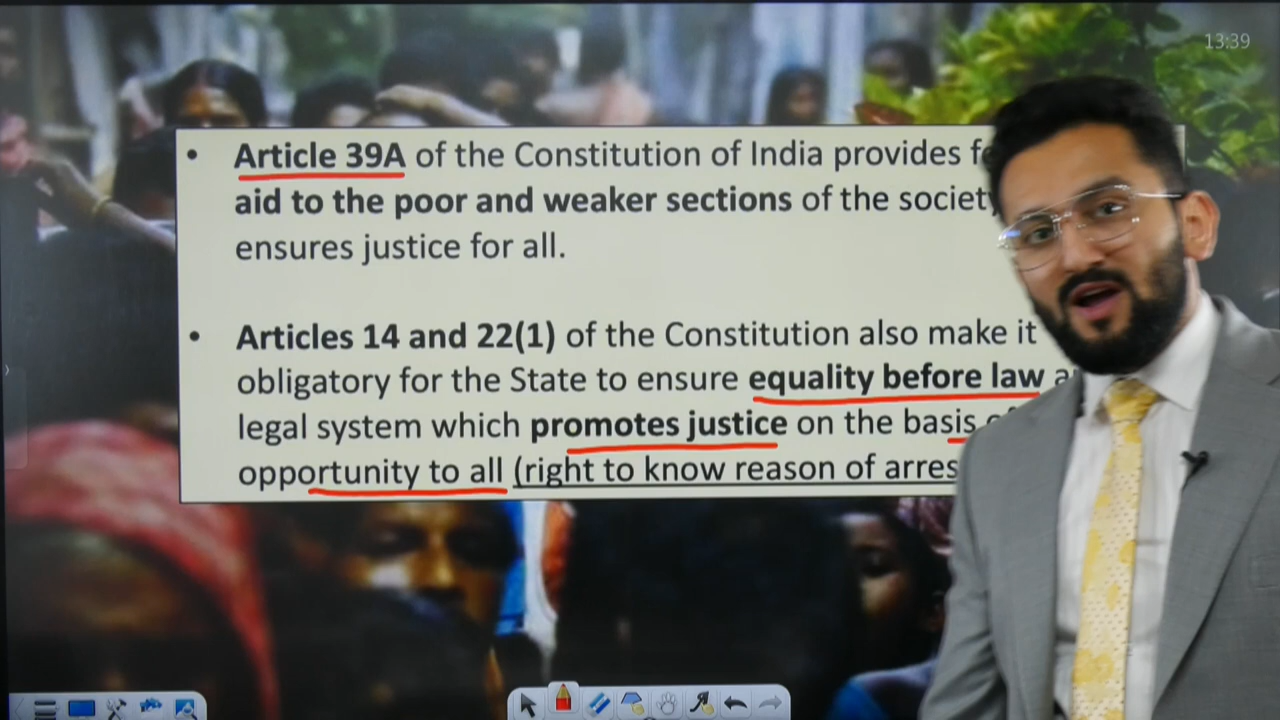 13:39
• Article 39A of the Constitution of India provides
aid to the poor and weaker sections of the society
ensures justice for all.
• Articles 14 and 22(1) of the Constitution also make it
obligatory for the State to ensure equality before law
legal system which promotes justice on the basis
opportunity to all (right to know reason of arres